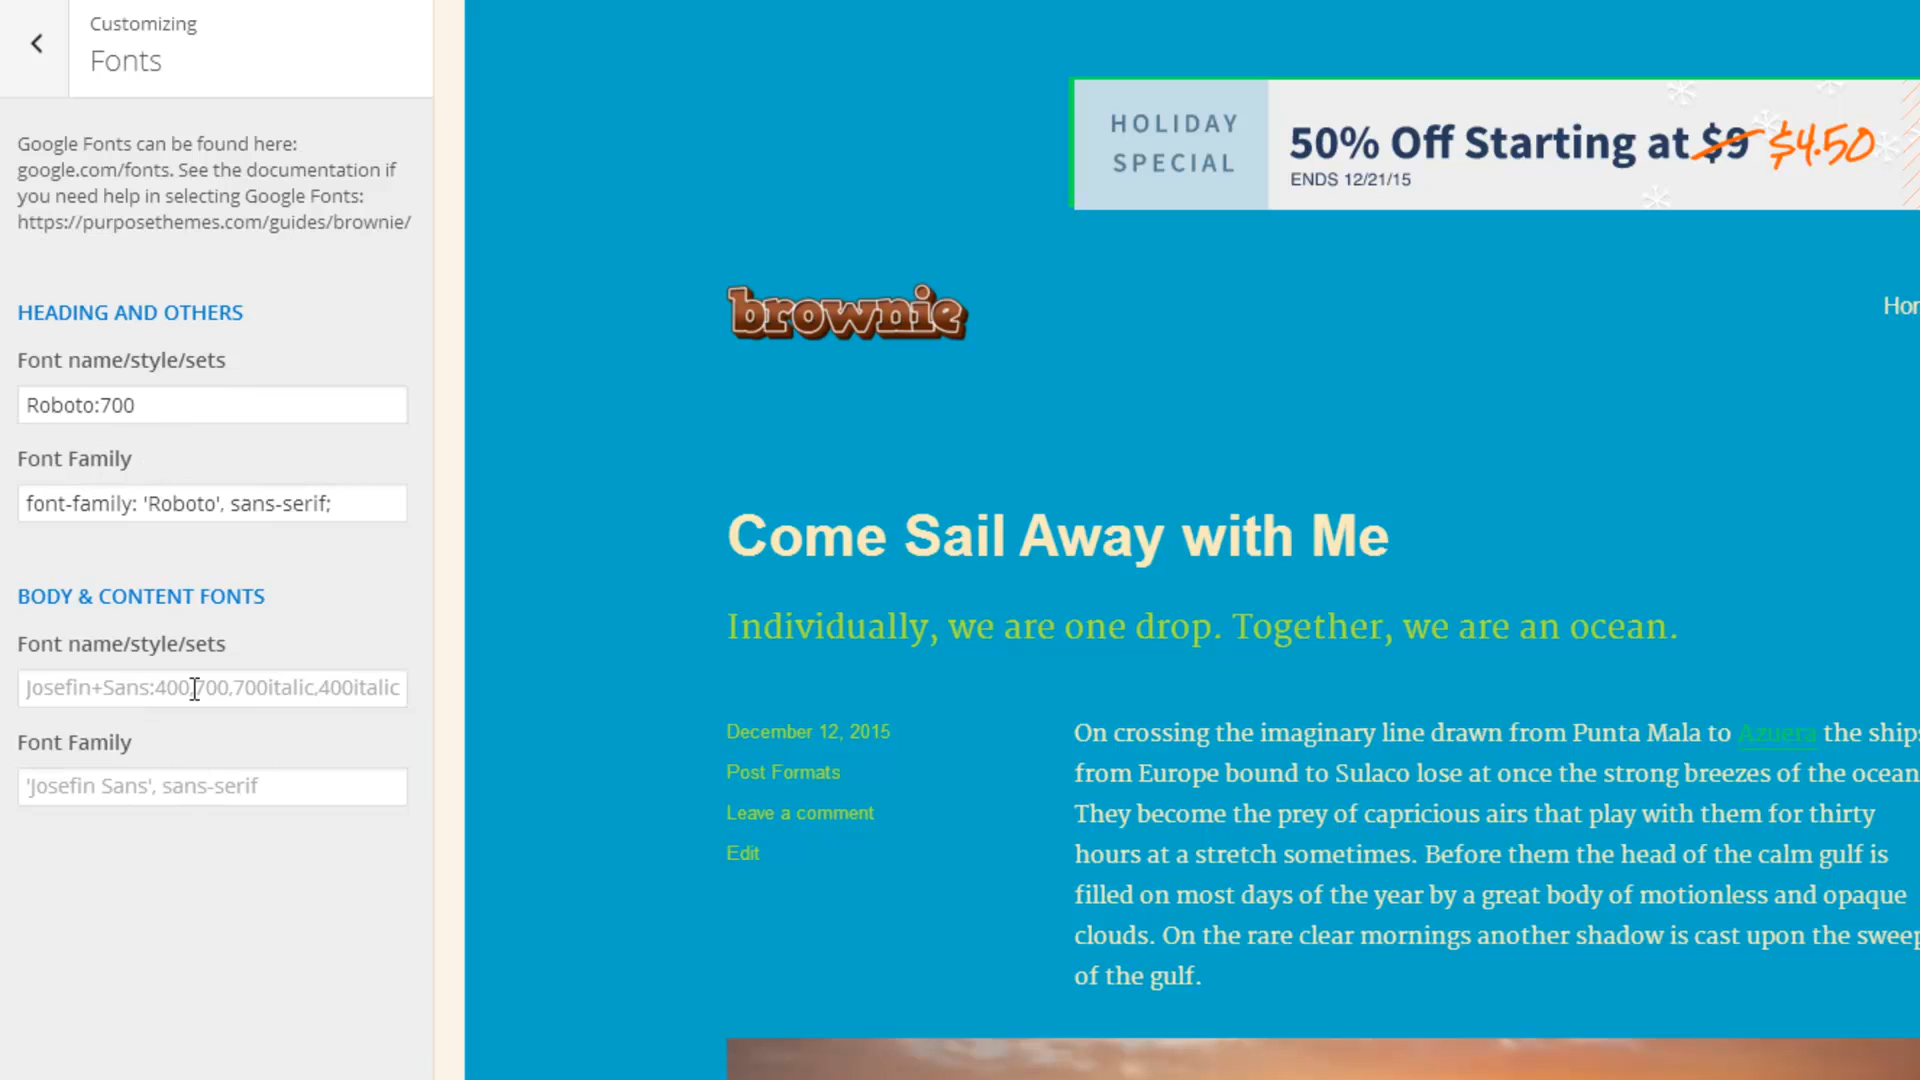 Customizing
Fonts
Google Fonts can be found here:
google.com/fonts. See the documentation if
you need help in selecting Google Fonts:
https://purposethemes.com/guides/brownie/
HEADING AND OTHERS
Font name/style/sets
Roboto:700
Font Family
font-family: 'Roboto', sans-serif;
BODY & CONTENT FONTS
Font name/style/sets
Josefin+Sans:400,700,700italic,400italic
Font Family
'Josefin Sans', sans-serif
HOLIDAY
SPECIAL
50% Off Starting at $9 $4.50
ENDS 12/21/15
brownie
Hor
Come Sail Away with Me
Individually, we are one drop. Together, we are an ocean.
December 12, 2015
Post Formats
Leave a comment
Edit
On crossing the imaginary line drawn from Punta Mala to Azuera the ships
from Europe bound to Sulaco lose at once the strong breezes of the ocean
They become the prey of capricious airs that play with them for thirty
hours at a stretch sometimes. Before them the head of the calm gulf is
filled on most days of the year by a great body of motionless and opaque
clouds. On the rare clear mornings another shadow is cast upon the sweep
of the gulf.